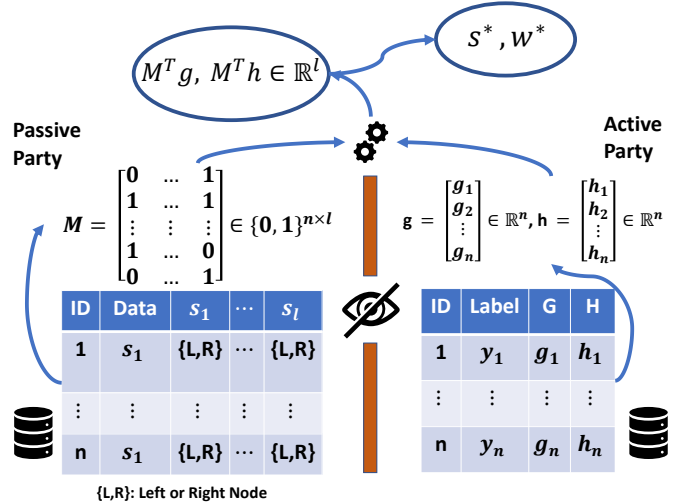 s* , w*
Mᵀg, Mᵀh ∈ ℝˡ
Passive
Party
Active
Party
M = [0 ... 1; 1 ... 1; ⋮ ⋮ ⋮; 1 ... 0; 0 ... 1] ∈ {0, 1}ⁿˣˡ
g = [g₁; g₂; ⋮; gₙ] ∈ ℝⁿ, h = [h₁; h₂; ⋮; hₙ] ∈ ℝⁿ
ID Data s₁ ⋯ sₗ
1 s₁ {L,R} ⋯ {L,R}
⋮ ⋮ ⋮ ⋮ ⋮
n s₁ {L,R} ⋯ {L,R}
{L,R}: Left or Right Node
ID Label G H
1 y₁ g₁ h₁
⋮ ⋮ ⋮ ⋮
n yₙ gₙ hₙ